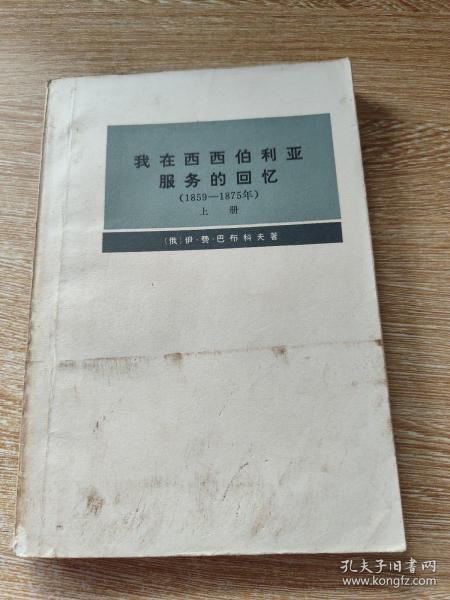 我在西西伯利亚
服务的回忆
(1859—1875年)
上 册
〔俄〕伊·费·巴布科夫著
孔夫子旧书网
www.kongfz.com